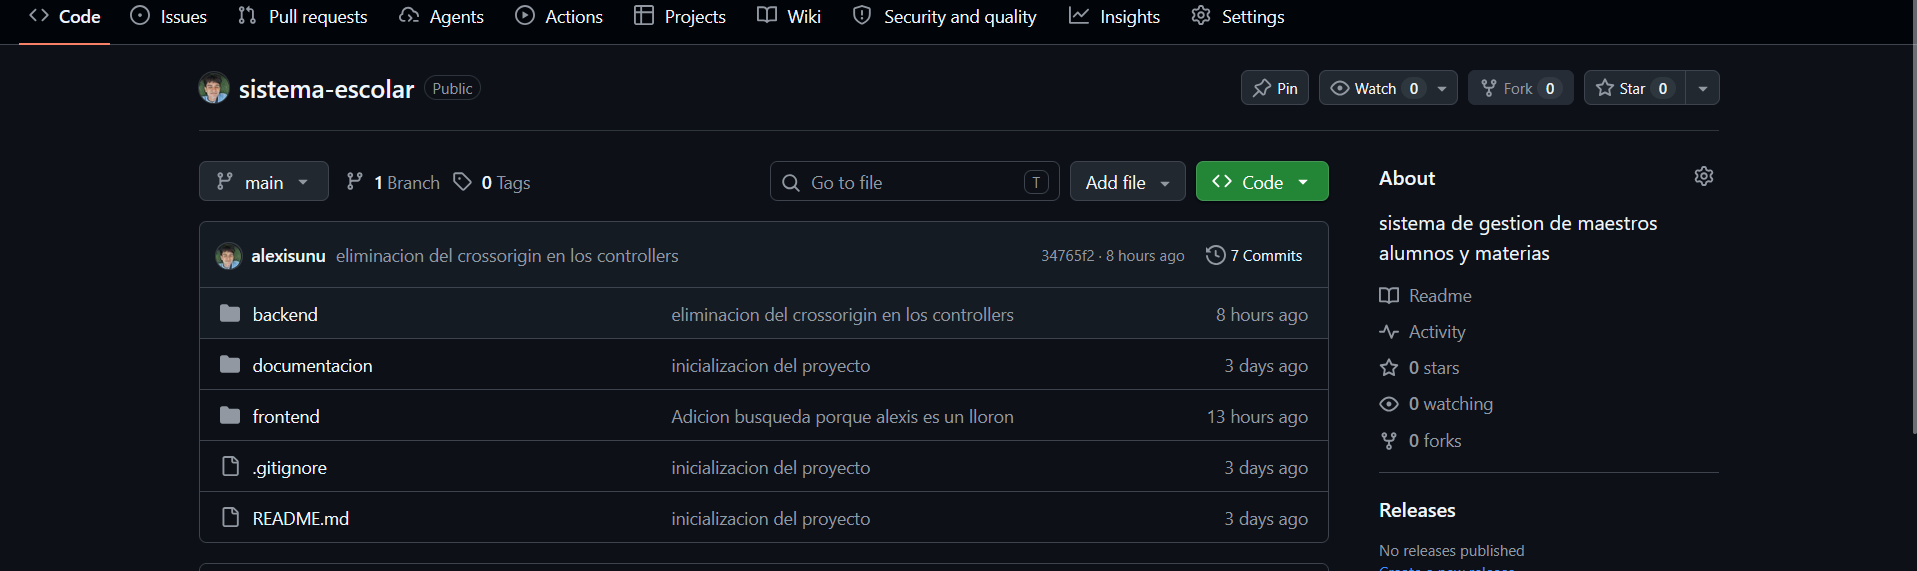 Code Issues Pull requests Agents Actions Projects Wiki Security and quality Insights Settings
sistema-escolar Public
Pin Watch 0 Fork 0 Star 0
main 1 Branch 0 Tags Go to file T Add file Code
alexisunu eliminacion del crossorigin en los controllers 34765f2 · 8 hours ago 7 Commits
backend eliminacion del crossorigin en los controllers 8 hours ago
documentacion inicializacion del proyecto 3 days ago
frontend Adicion busqueda porque alexis es un lloron 13 hours ago
.gitignore inicializacion del proyecto 3 days ago
README.md inicializacion del proyecto 3 days ago
About
sistema de gestion de maestros
alumnos y materias
Readme
Activity
0 stars
0 watching
0 forks
Releases
No releases published
Create a new release